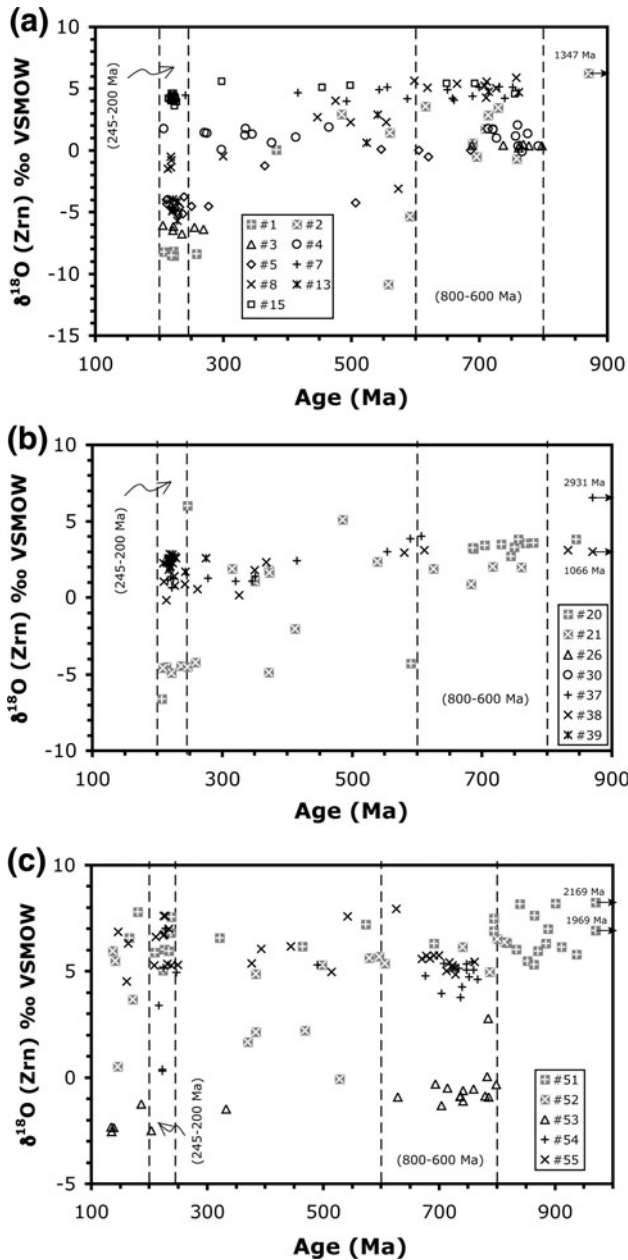 (a)
δ¹⁸O (Zrn) ‰ VSMOW
10
5
0
-5
-10
-15
(245-200 Ma)
1347 Ma
#1 #2
#3 #4
#5 #7
#8 #13
#15
(800-600 Ma)
100 300 500 700 900
Age (Ma)
(b)
δ¹⁸O (Zrn) ‰ VSMOW
10
5
0
-5
-10
(245-200 Ma)
2931 Ma
1066 Ma
#20
#21
#26
#30
#37
#38
#39
(800-600 Ma)
100 300 500 700 900
Age (Ma)
(c)
δ¹⁸O (Zrn) ‰ VSMOW
10
5
0
-5
2169 Ma
1969 Ma
(245-200 Ma)
(800-600 Ma)
#51
#52
#53
#54
#55
100 200 300 400 500 600 700 800 900
Age (Ma)